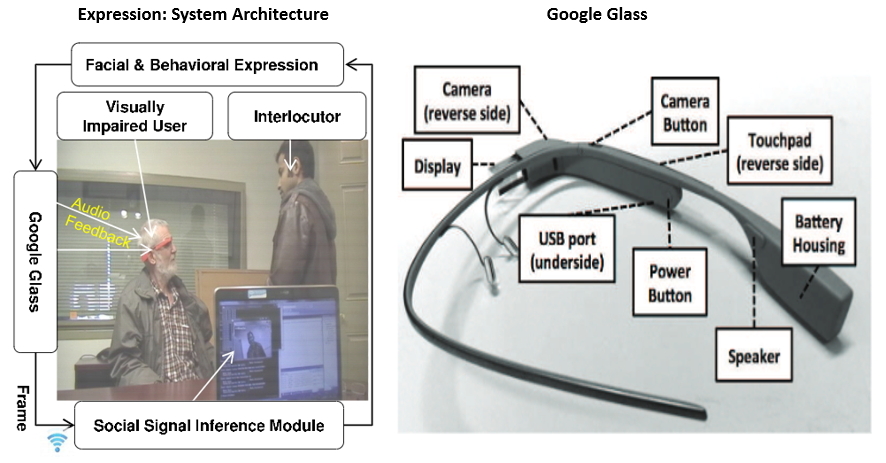 Expression: System Architecture
Facial & Behavioral Expression
Visually
Impaired User
Interlocutor
Audio
Feedback
Google Glass
Frame
Social Signal Inference Module
Google Glass
Camera
(reverse side)
Camera
Button
Display
Touchpad
(reverse side)
USB port
(underside)
Power
Button
Battery
Housing
Speaker